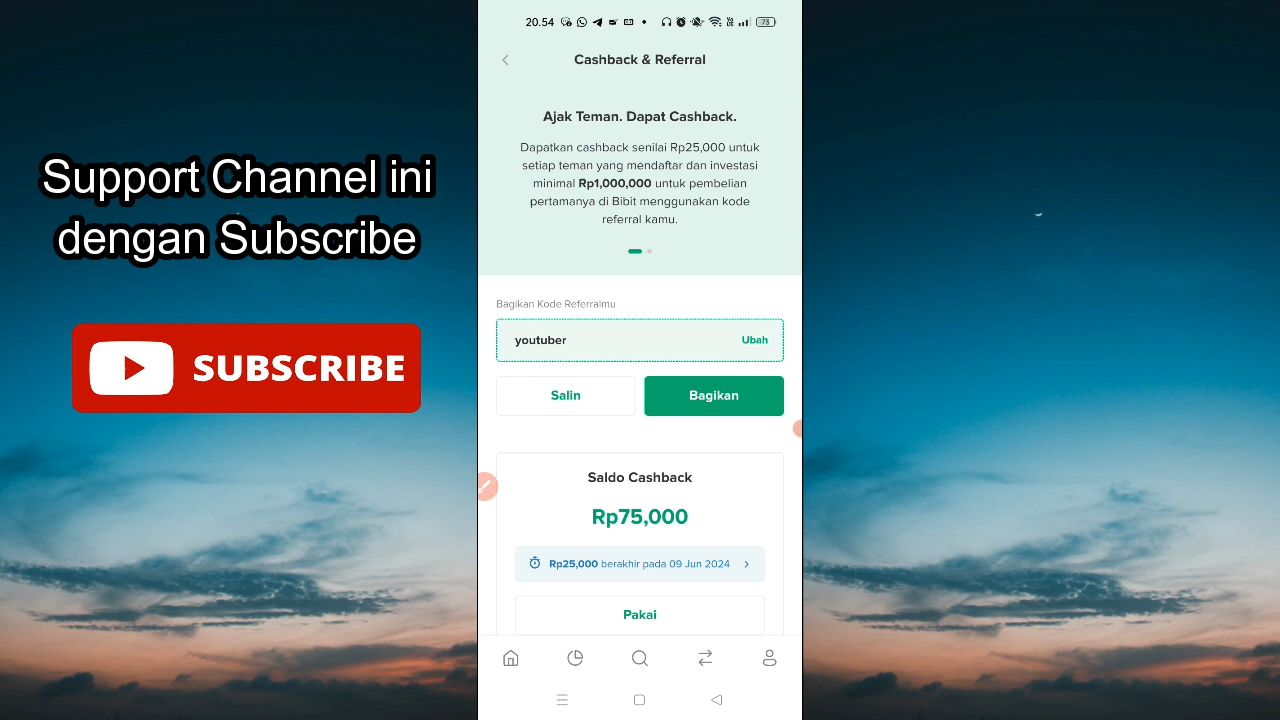 Support Channel ini
dengan Subscribe
SUBSCRIBE
20.54
73
Cashback & Referral
Ajak Teman. Dapat Cashback.
Dapatkan cashback senilai Rp25,000 untuk
setiap teman yang mendaftar dan investasi
minimal Rp1,000,000 untuk pembelian
pertamanya di Bibit menggunakan kode
referral kamu.
Bagikan Kode Referralmu
youtuber Ubah
Salin Bagikan
Saldo Cashback
Rp75,000
Rp25,000 berakhir pada 09 Jun 2024
Pakai